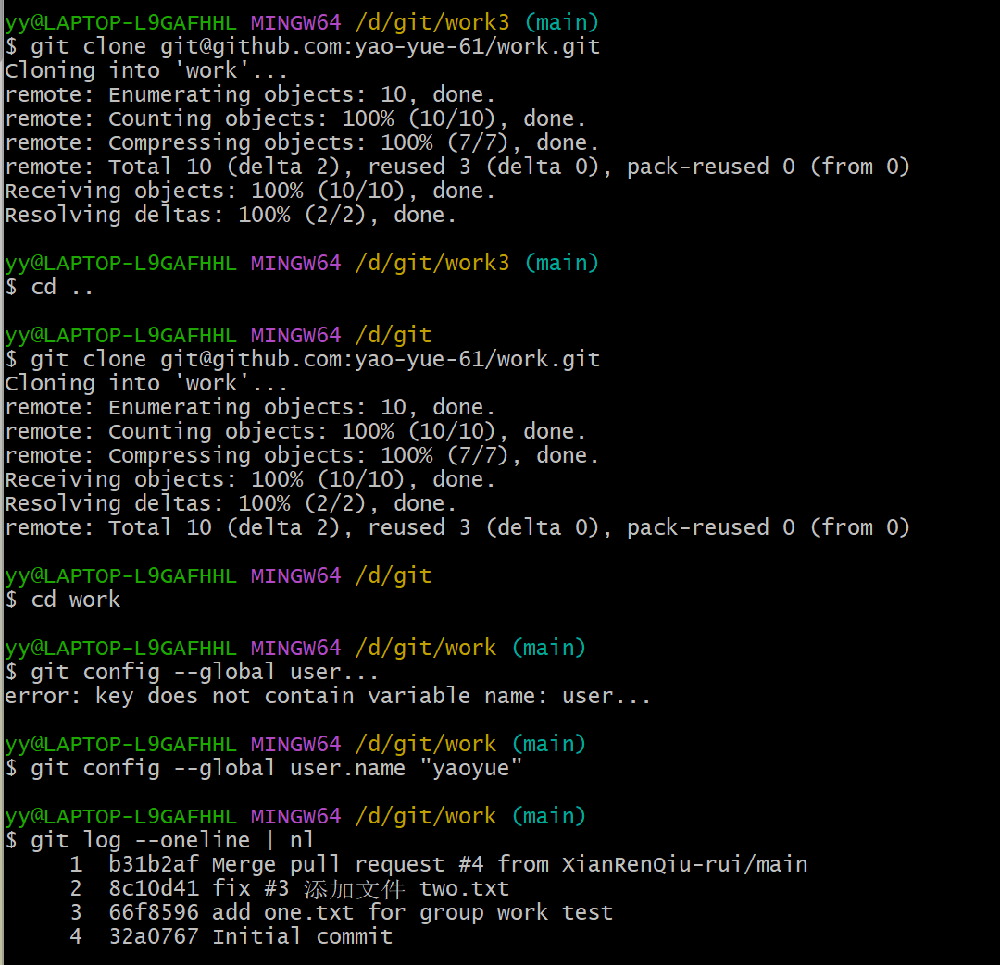 yy@LAPTOP-L9GAFHHL MINGW64 /d/git/work3 (main)
$ git clone git@github.com:yao-yue-61/work.git
Cloning into 'work'...
remote: Enumerating objects: 10, done.
remote: Counting objects: 100% (10/10), done.
remote: Compressing objects: 100% (7/7), done.
remote: Total 10 (delta 2), reused 3 (delta 0), pack-reused 0 (from 0)
Receiving objects: 100% (10/10), done.
Resolving deltas: 100% (2/2), done.
yy@LAPTOP-L9GAFHHL MINGW64 /d/git/work3 (main)
$ cd ..
yy@LAPTOP-L9GAFHHL MINGW64 /d/git
$ git clone git@github.com:yao-yue-61/work.git
Cloning into 'work'...
remote: Enumerating objects: 10, done.
remote: Counting objects: 100% (10/10), done.
remote: Compressing objects: 100% (7/7), done.
Receiving objects: 100% (10/10), done.
Resolving deltas: 100% (2/2), done.
remote: Total 10 (delta 2), reused 3 (delta 0), pack-reused 0 (from 0)
yy@LAPTOP-L9GAFHHL MINGW64 /d/git
$ cd work
yy@LAPTOP-L9GAFHHL MINGW64 /d/git/work (main)
$ git config --global user...
error: key does not contain variable name: user...
yy@LAPTOP-L9GAFHHL MINGW64 /d/git/work (main)
$ git config --global user.name "yaoyue"
yy@LAPTOP-L9GAFHHL MINGW64 /d/git/work (main)
$ git log --oneline | nl
1 b31b2af Merge pull request #4 from XianRenQiu-rui/main
2 8c10d41 fix #3 添加文件 two.txt
3 66f8596 add one.txt for group work test
4 32a0767 Initial commit